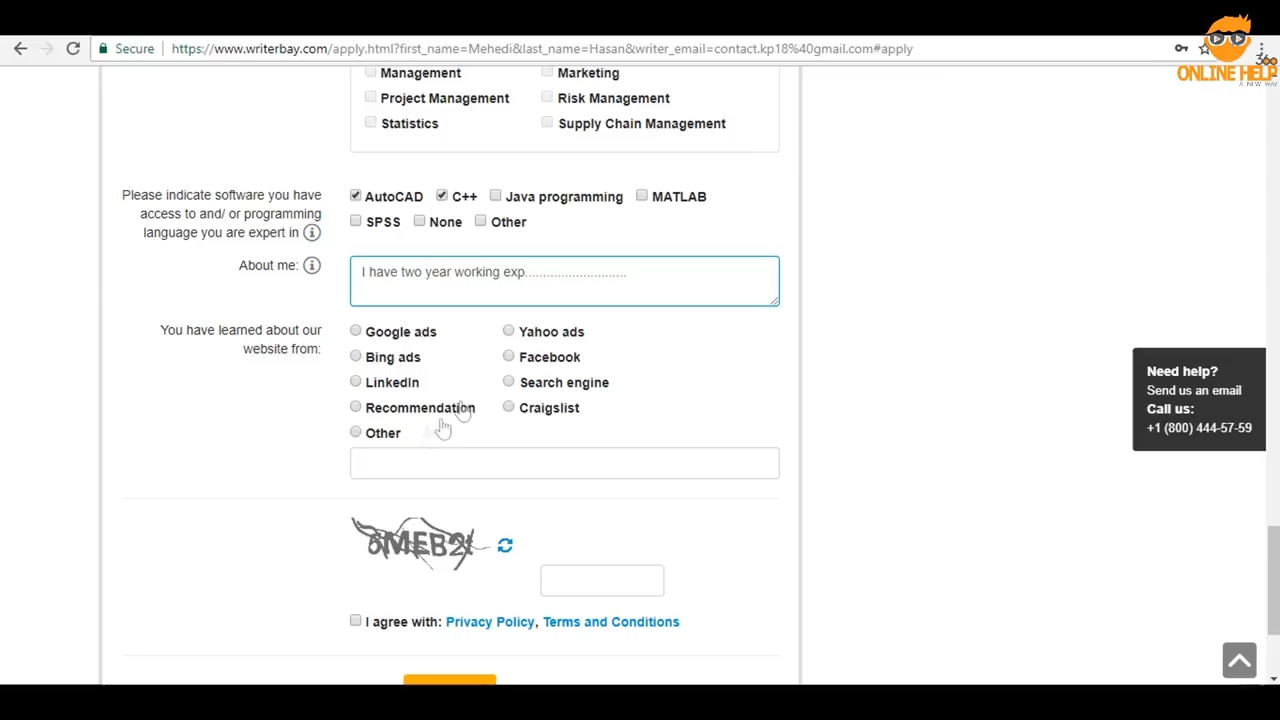 Secure
https://www.writerbay.com/apply.html?first_name=Mehedi&last_name=Hasan&writer_email=contact.kp18%40gmail.com#apply
360
ONLINE HELP
A NEW WAY
Management Marketing
Project Management Risk Management
Statistics Supply Chain Management
Please indicate software you have
access to and/ or programming
language you are expert in
AutoCAD C++ Java programming MATLAB
SPSS None Other
About me:
I have two year working exp...........................
You have learned about our
website from:
Google ads Yahoo ads
Bing ads Facebook
LinkedIn Search engine
Recommendation Craigslist
Other
I agree with: Privacy Policy, Terms and Conditions
Need help?
Send us an email
Call us:
+1 (800) 444-57-59